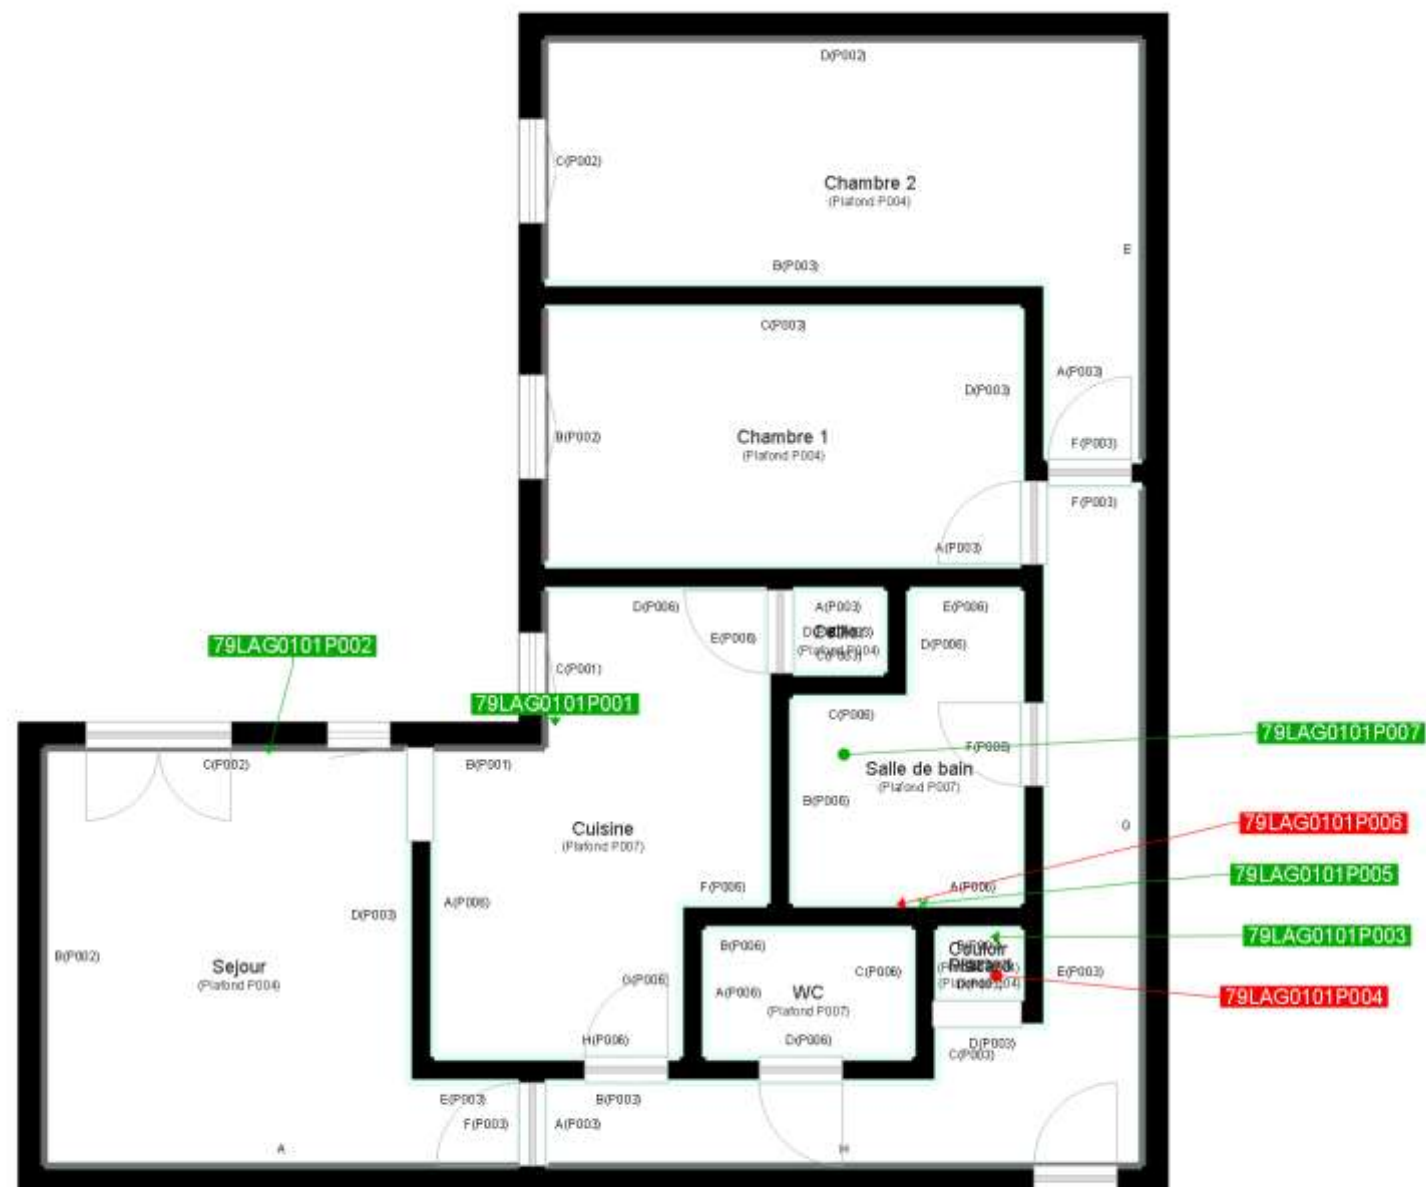 D(P002)
C(P002)
Chambre 2
(Plafond P004)
E
B(P003)
C(P003)
A(P003)
D(P003)
Chambre 1
(Plafond P004)
B(P002)
F(P003)
F(P003)
A(P003)
D(P006)
A(P003)
E(P006)
E(P006)
79LAG0101P002
(Plafond P004)
D(P006)
C(P001)
79LAG0101P001
C(P006)
79LAG0101P007
F(P006)
C(P002)
B(P001)
Salle de bain
(Plafond P007)
B(P006)
79LAG0101P006
Cuisine
(Plafond P007)
G
79LAG0101P005
F(P006)
A(P006)
A(P006)
D(P003)
79LAG0101P003
B(P002)
Sejour
(Plafond P004)
B(P006)
Couloir
C(P006)
E(P003)
G(P006)
A(P006)
WC
(Plafond P007)
79LAG0101P004
H(P006)
D(P006)
D(P003)
C(P003)
E(P003)
B(P003)
F(P003)
A(P003)
A
H